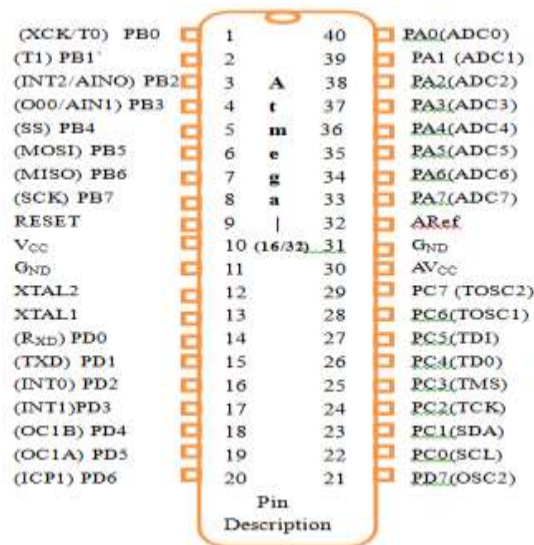 (XCK/T0) PB0 1 40 PA0(ADC0)
(T1) PB1` 2 39 PA1 (ADC1)
(INT2/AINO) PB2 3 A 38 PA2(ADC2)
(O00/AIN1) PB3 4 t 37 PA3(ADC3)
(SS) PB4 5 m 36 PA4(ADC4)
(MOSI) PB5 6 e 35 PA5(ADC5)
(MISO) PB6 7 g 34 PA6(ADC6)
(SCK) PB7 8 a 33 PA7(ADC7)
RESET 9 | 32 ARef
VCC 10 (16/32) 31 GND
GND 11 30 AVCC
XTAL2 12 29 PC7 (TOSC2)
XTAL1 13 28 PC6(TOSC1)
(RXD) PD0 14 27 PC5(TDI)
(TXD) PD1 15 26 PC4(TD0)
(INT0) PD2 16 25 PC3(TMS)
(INT1)PD3 17 24 PC2(TCK)
(OC1B) PD4 18 23 PC1(SDA)
(OC1A) PD5 19 22 PC0(SCL)
(ICP1) PD6 20 21 PD7(OSC2)
Pin
Description